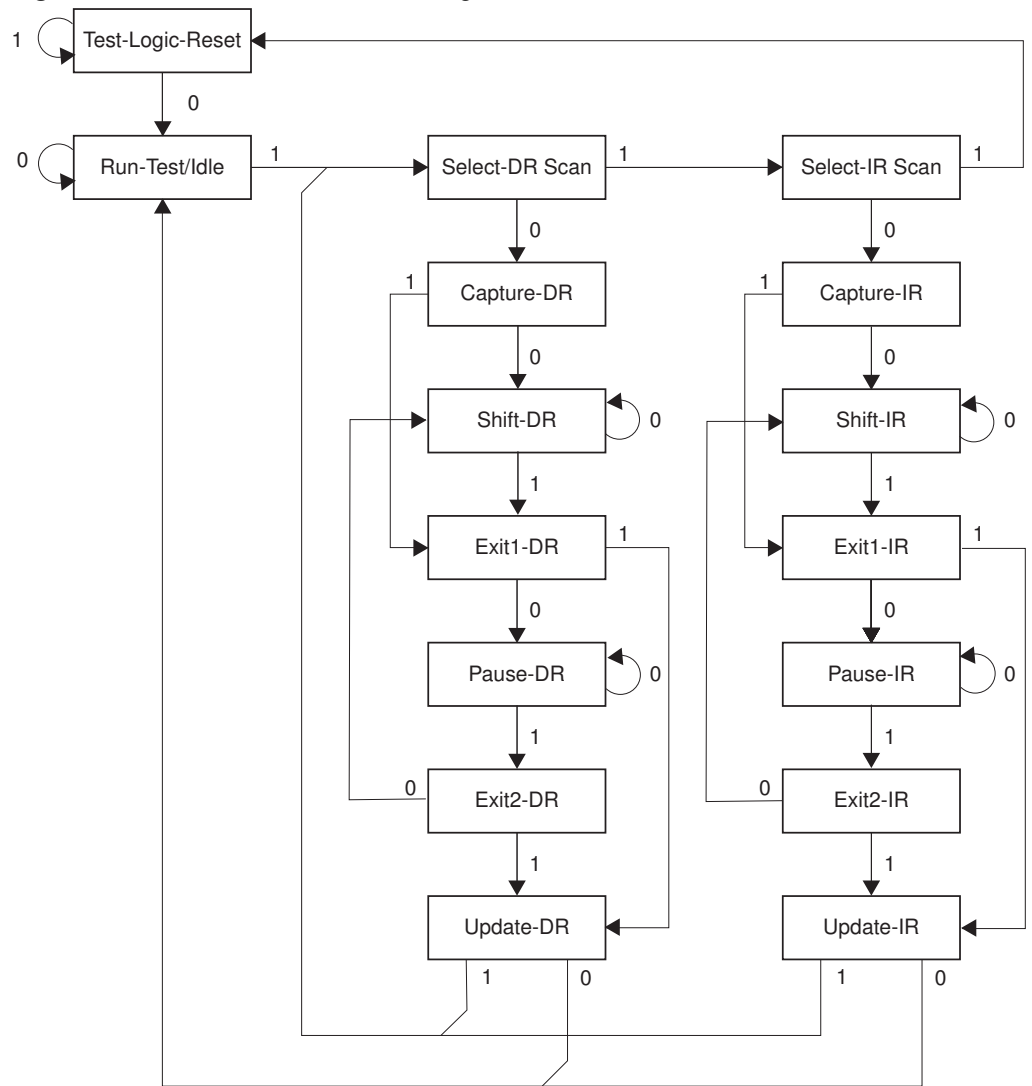 1 Test-Logic-Reset
0
0 Run-Test/Idle 1 Select-DR Scan 1 Select-IR Scan 1
0 0
1 Capture-DR 1 Capture-IR
0 0
Shift-DR 0 Shift-IR 0
1 1
Exit1-DR 1 Exit1-IR 1
0 0
Pause-DR 0 Pause-IR 0
1 1
0 Exit2-DR 0 Exit2-IR
1 1
Update-DR Update-IR
1 0 1 0